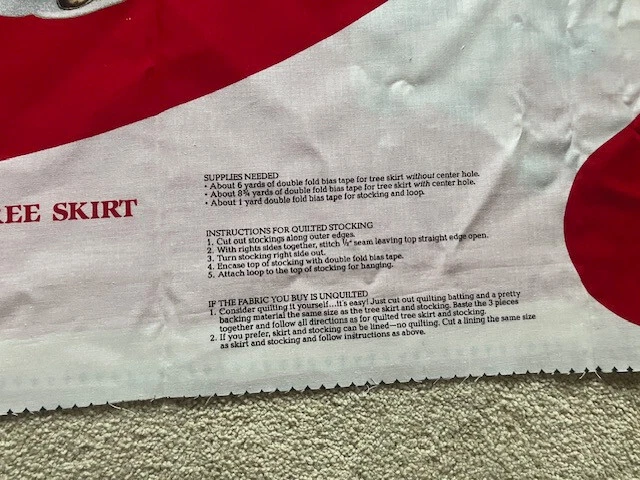 REE SKIRT
SUPPLIES NEEDED
• About 6 yards of double fold bias tape for tree skirt without center hole.
• About 8¾ yards of double fold bias tape for tree skirt with center hole.
• About 1 yard double fold bias tape for stocking and loop.
INSTRUCTIONS FOR QUILTED STOCKING
1. Cut out stockings along outer edges.
2. With rights sides together, stitch ½" seam leaving top straight edge open.
3. Turn stocking right side out.
4. Encase top of stocking with double fold bias tape.
5. Attach loop to the top of stocking for hanging.
IF THE FABRIC YOU BUY IS UNQUILTED
1. Consider quilting it yourself...it's easy! Just cut out quilting batting and a pretty
backing material the same size as the tree skirt and stocking. Baste the 3 pieces
together and follow all directions as for quilted tree skirt and stocking.
2. If you prefer, skirt and stocking can be lined—no quilting. Cut a lining the same size
as skirt and stocking and follow instructions as above.